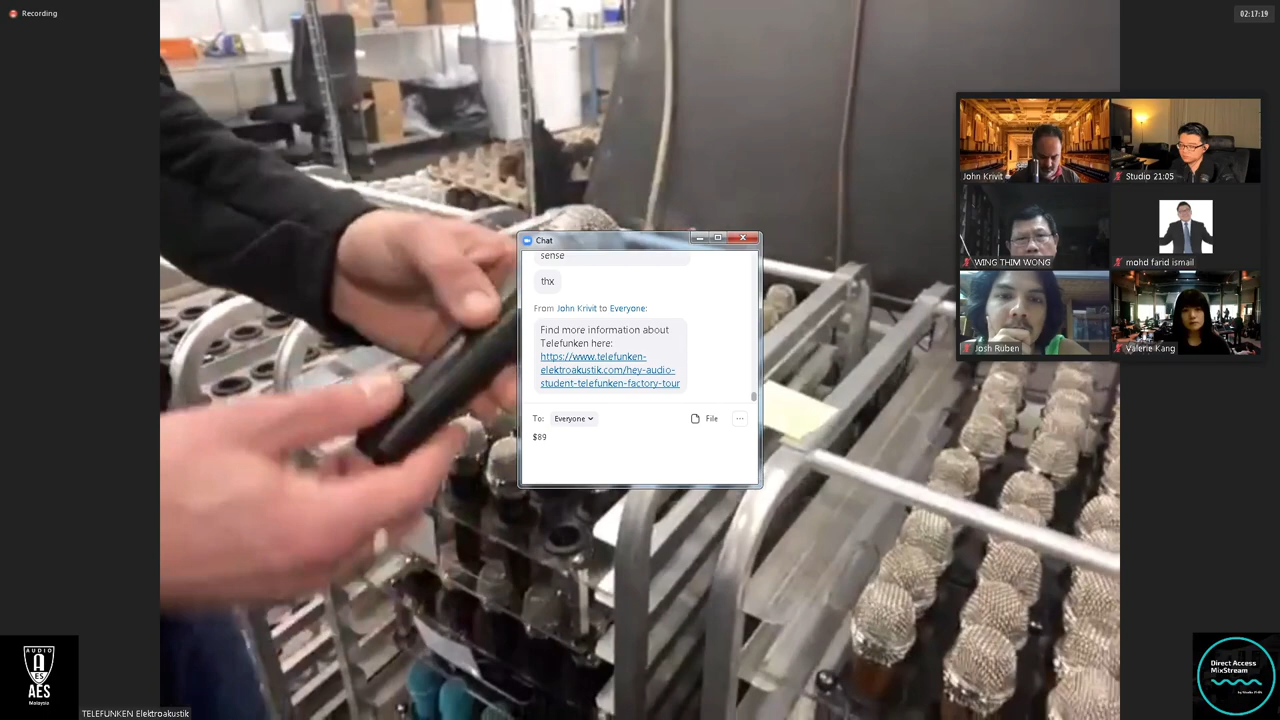 Recording
02:17:19
John Krivit
Studio 21:05
WING THIM WONG
mohd farid ismail
Josh Ruben
Valerie Kang
Chat
sense
thx
From John Krivit to Everyone:
Find more information about
Telefunken here:
https://www.telefunken-
elektroakustik.com/hey-audio-
student-telefunken-factory-tour
To: Everyone
File
$89
AUDIO
AES
Malaysia
TELEFUNKEN Elektroakustik
Direct Access
MixStream